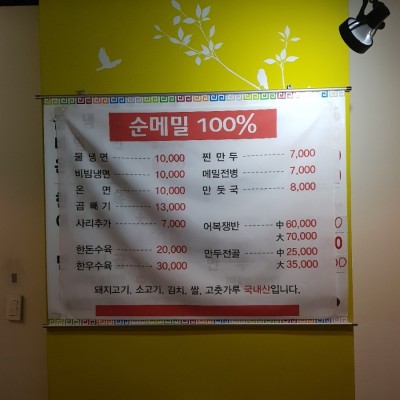 순메밀 100%
물냉면 10,000
비빔냉면 10,000
온면 10,000
곱빼기 13,000
사리추가 7,000
한돈수육 20,000
한우수육 30,000
찐만두 7,000
메밀전병 7,000
만둣국 8,000
어복쟁반 中 60,000
大 70,000
만두전골 中 25,000
大 35,000
돼지고기, 소고기, 김치, 쌀, 고춧가루 국내산입니다.